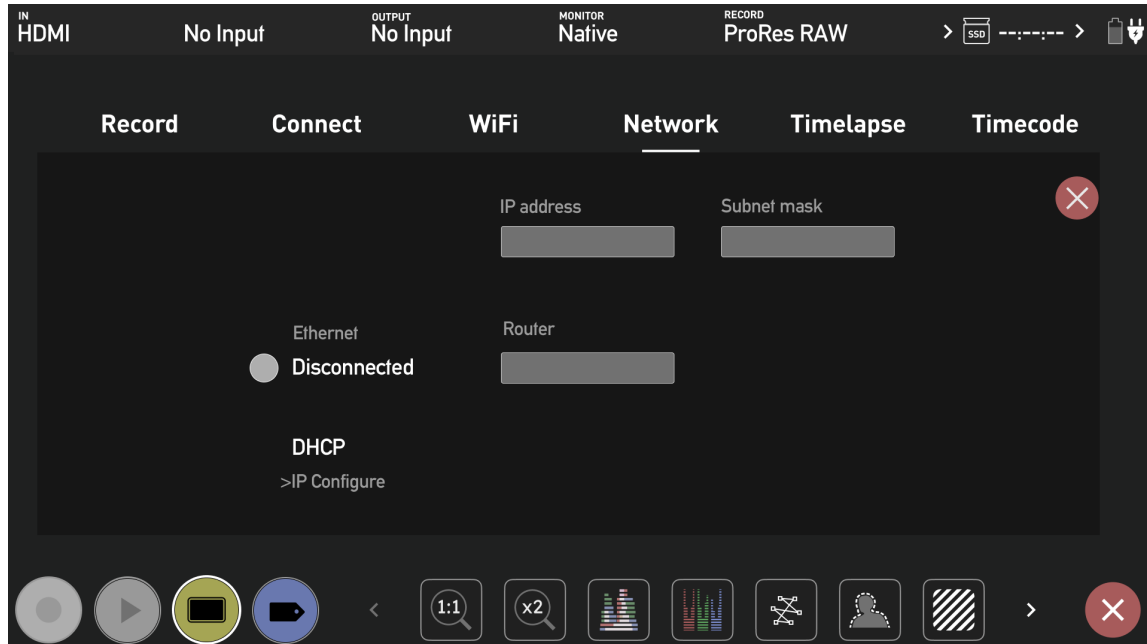 IN OUTPUT MONITOR RECORD
HDMI No Input No Input Native ProRes RAW > SSD --:--:-- >
Record Connect WiFi Network Timelapse Timecode
IP address Subnet mask
Ethernet Router
Disconnected
DHCP
>IP Configure
1:1 x2